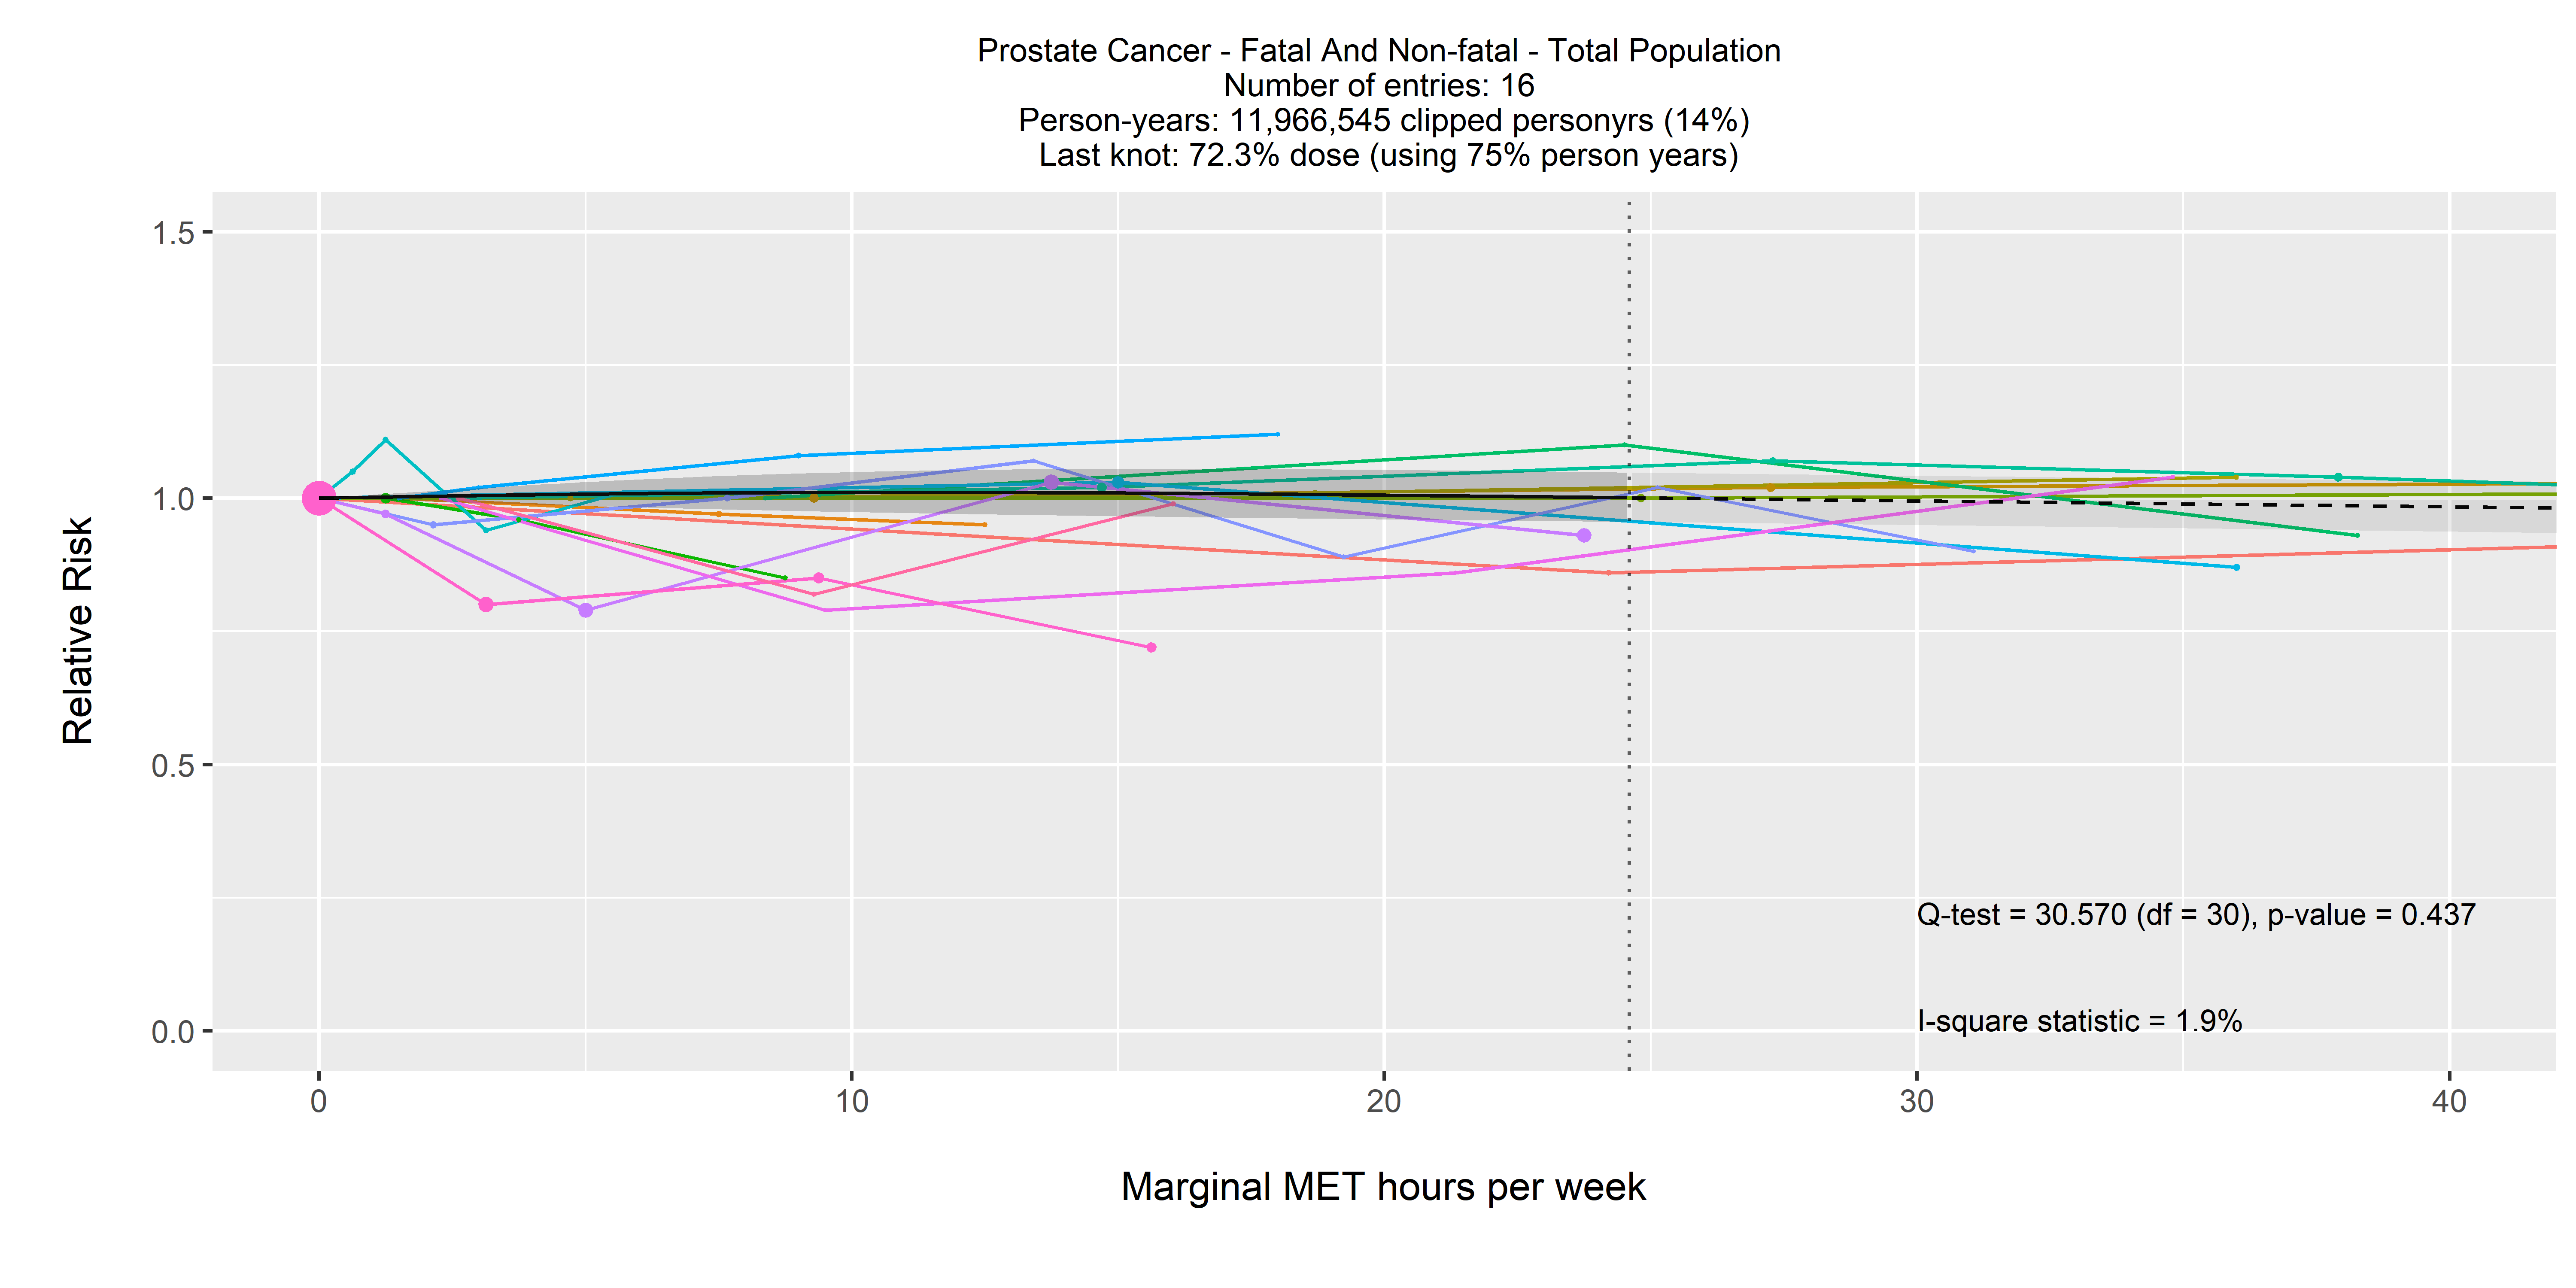 Prostate Cancer - Fatal And Non-fatal - Total Population
Number of entries: 16
Person-years: 11,966,545 clipped personyrs (14%)
Last knot: 72.3% dose (using 75% person years)
1.5
1.0
0.5
0.0
Relative Risk
Q-test = 30.570 (df = 30), p-value = 0.437
I-square statistic = 1.9%
0 10 20 30 40
Marginal MET hours per week